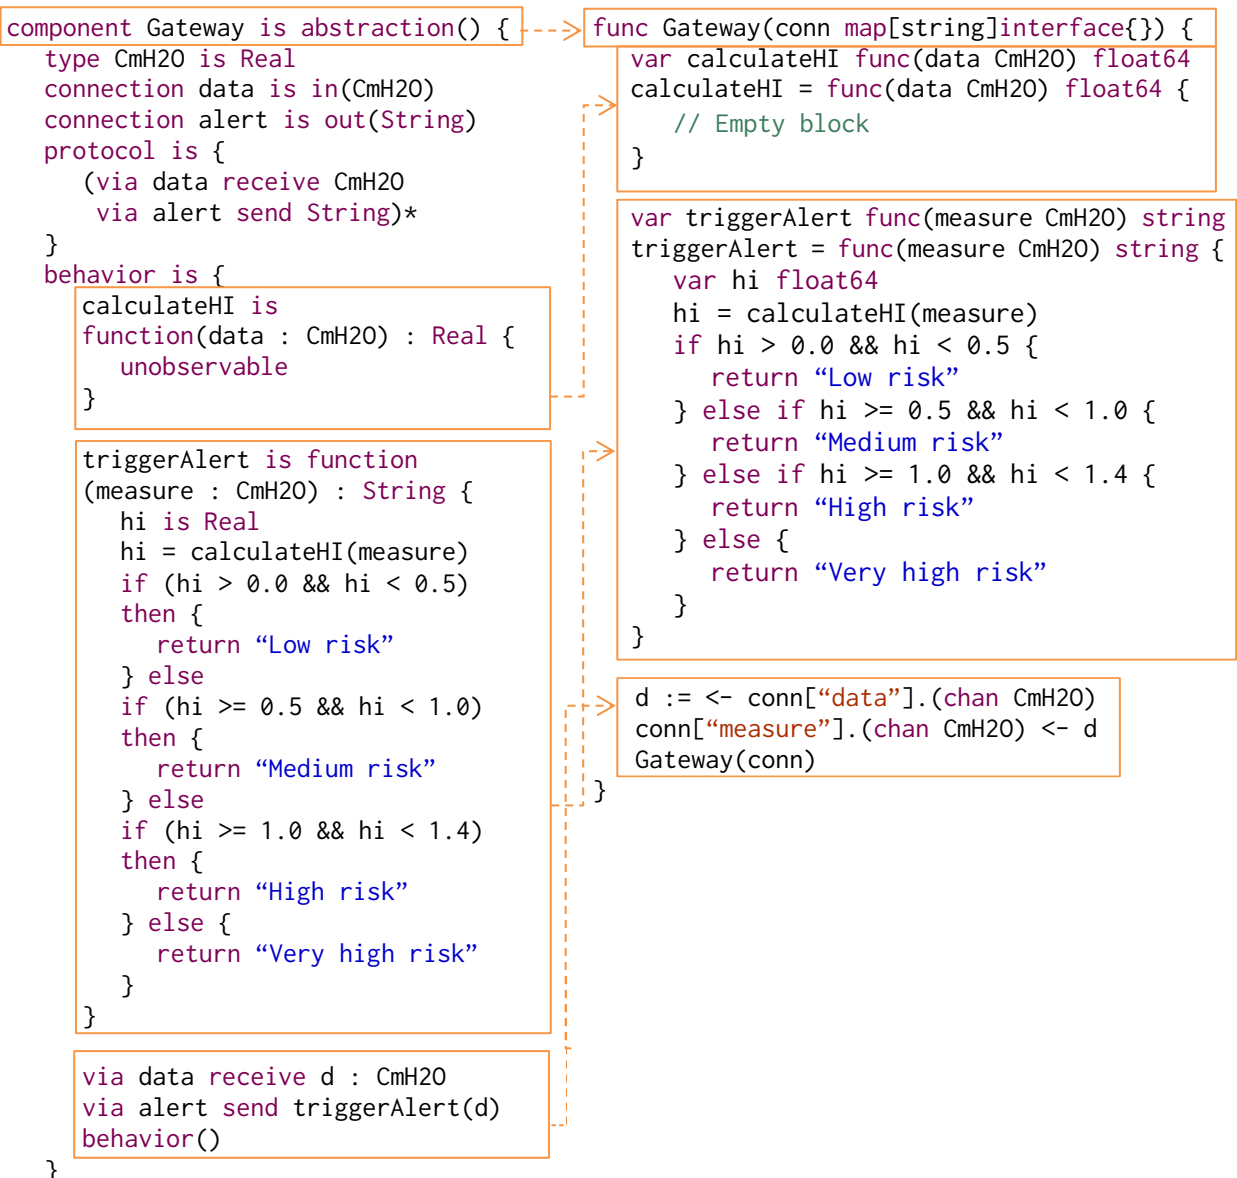 component Gateway is abstraction() {
type CmH2O is Real
connection data is in(CmH2O)
connection alert is out(String)
protocol is {
(via data receive CmH2O
via alert send String)*
}
behavior is {
calculateHI is
function(data : CmH2O) : Real {
unobservable
}
triggerAlert is function
(measure : CmH2O) : String {
hi is Real
hi = calculateHI(measure)
if (hi > 0.0 && hi < 0.5)
then {
return “Low risk”
} else
if (hi >= 0.5 && hi < 1.0)
then {
return “Medium risk”
} else
if (hi >= 1.0 && hi < 1.4)
then {
return “High risk”
} else {
return “Very high risk”
}
}
via data receive d : CmH2O
via alert send triggerAlert(d)
behavior()
}
func Gateway(conn map[string]interface{}) {
var calculateHI func(data CmH2O) float64
calculateHI = func(data CmH2O) float64 {
// Empty block
}
var triggerAlert func(measure CmH2O) string
triggerAlert = func(measure CmH2O) string {
var hi float64
hi = calculateHI(measure)
if hi > 0.0 && hi < 0.5 {
return “Low risk”
} else if hi >= 0.5 && hi < 1.0 {
return “Medium risk”
} else if hi >= 1.0 && hi < 1.4 {
return “High risk”
} else {
return “Very high risk”
}
}
d := <- conn[“data”].(chan CmH2O)
conn[“measure”].(chan CmH2O) <- d
Gateway(conn)
}